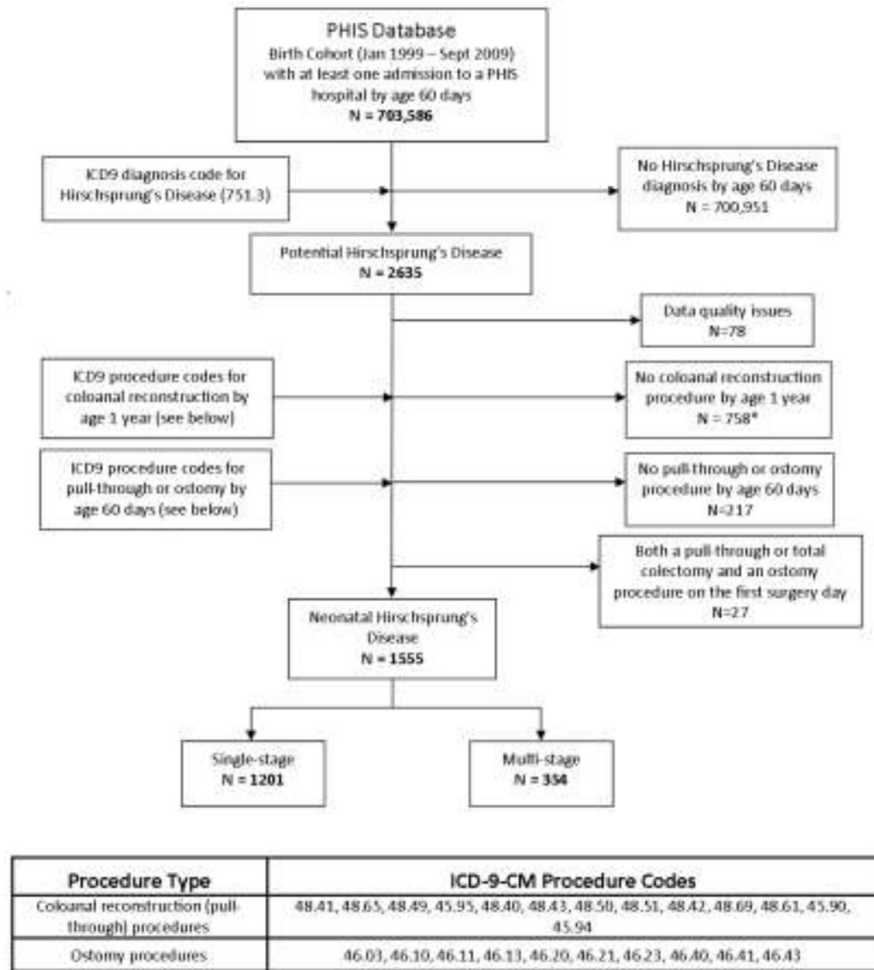 PHIS Database
Birth Cohort (Jan 1999 – Sept 2009)
with at least one admission to a PHIS
hospital by age 60 days
N = 703,586
ICD9 diagnosis code for
Hirschsprung's Disease (751.3)
No Hirschsprung's Disease
diagnosis by age 60 days
N = 700,951
Potential Hirschsprung's Disease
N = 2635
Data quality issues
N=78
ICD9 procedure codes for
coloanal reconstruction by
age 1 year (see below)
No coloanal reconstruction
procedure by age 1 year
N = 758*
ICD9 procedure codes for
pull-through or ostomy by
age 60 days (see below)
No pull-through or ostomy
procedure by age 60 days
N=217
Both a pull-through or total
colectomy and an ostomy
procedure on the first surgery day
N=27
Neonatal Hirschsprung's
Disease
N = 1555
Single-stage
N = 1201
Multi-stage
N = 354
Procedure Type
ICD-9-CM Procedure Codes
Coloanal reconstruction (pull-
through) procedures
48.41, 48.65, 48.49, 45.95, 48.40, 48.43, 48.50, 48.51, 48.42, 48.69, 48.61, 45.90,
45.94
Ostomy procedures
46.03, 46.10, 46.11, 46.13, 46.20, 46.21, 46.23, 46.40, 46.41, 46.43